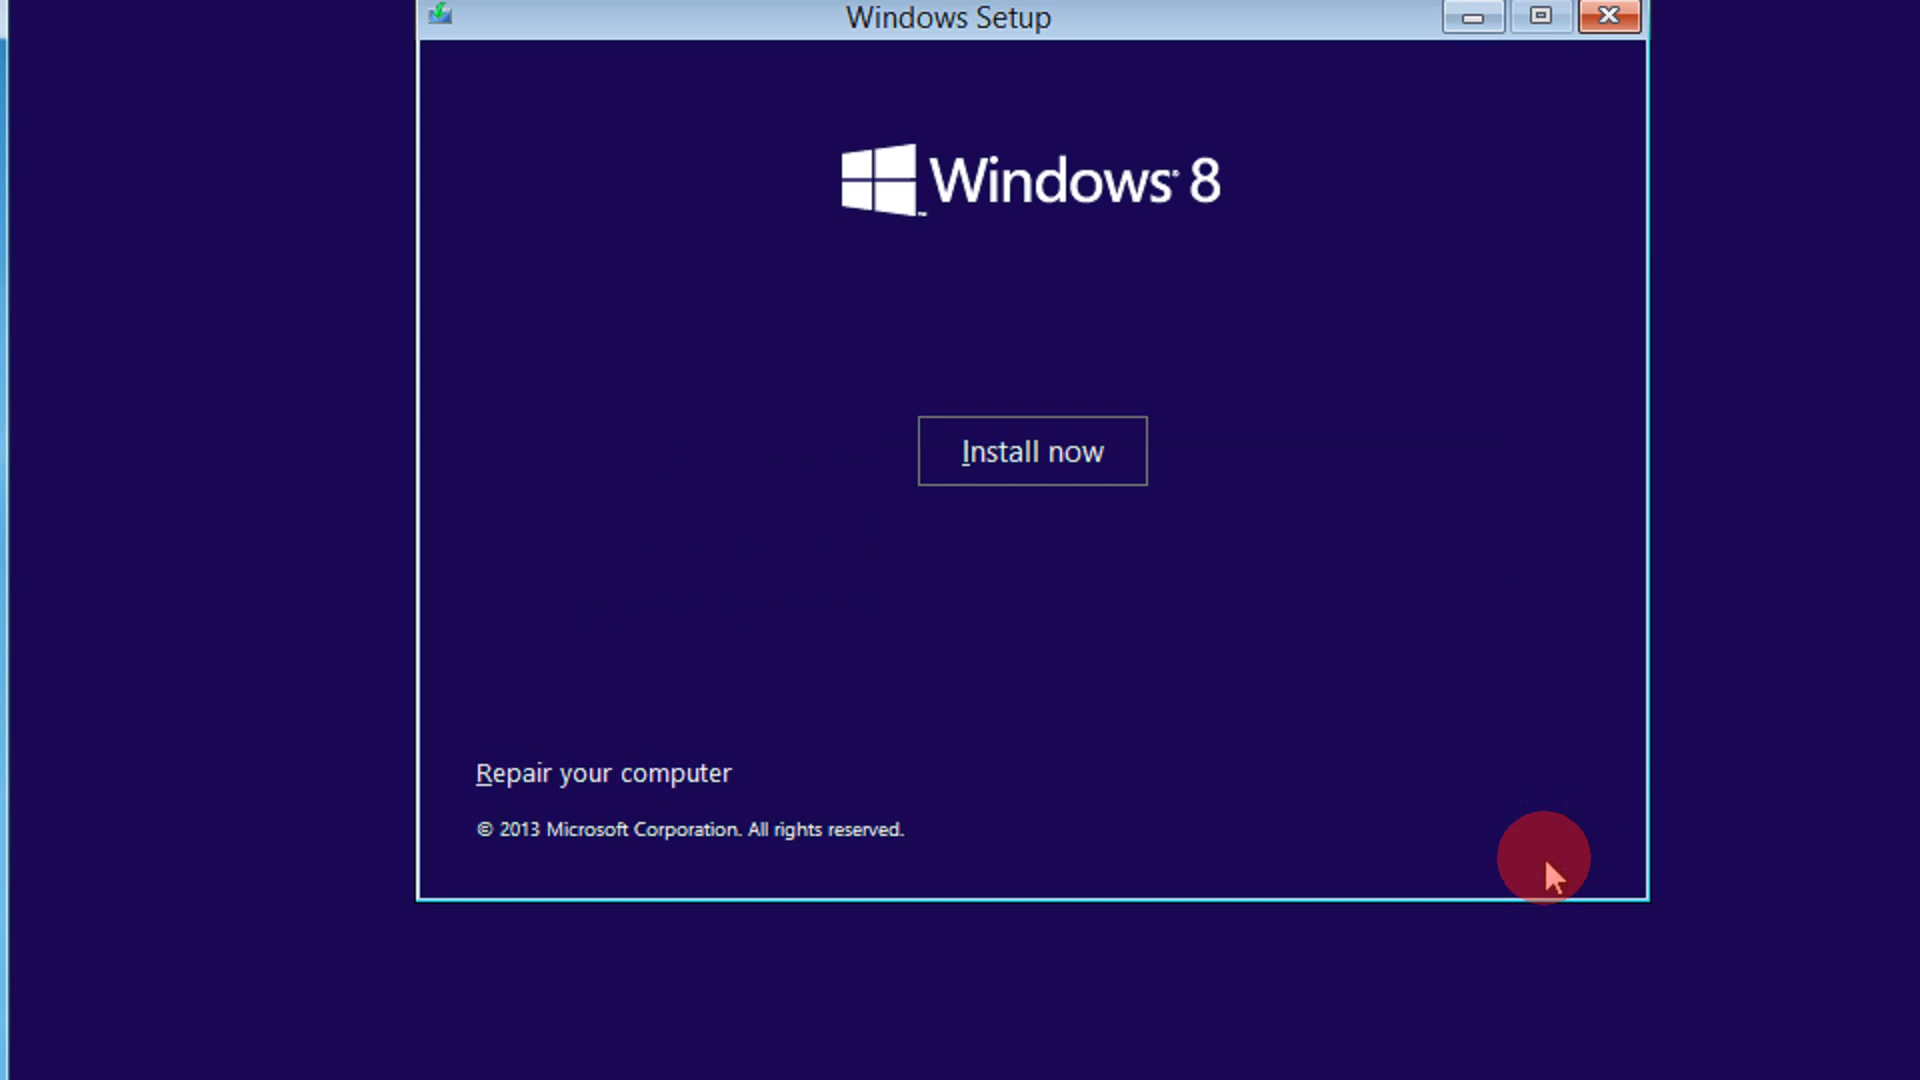 Windows Setup
Windows® 8
Install now
Repair your computer
© 2013 Microsoft Corporation. All rights reserved.